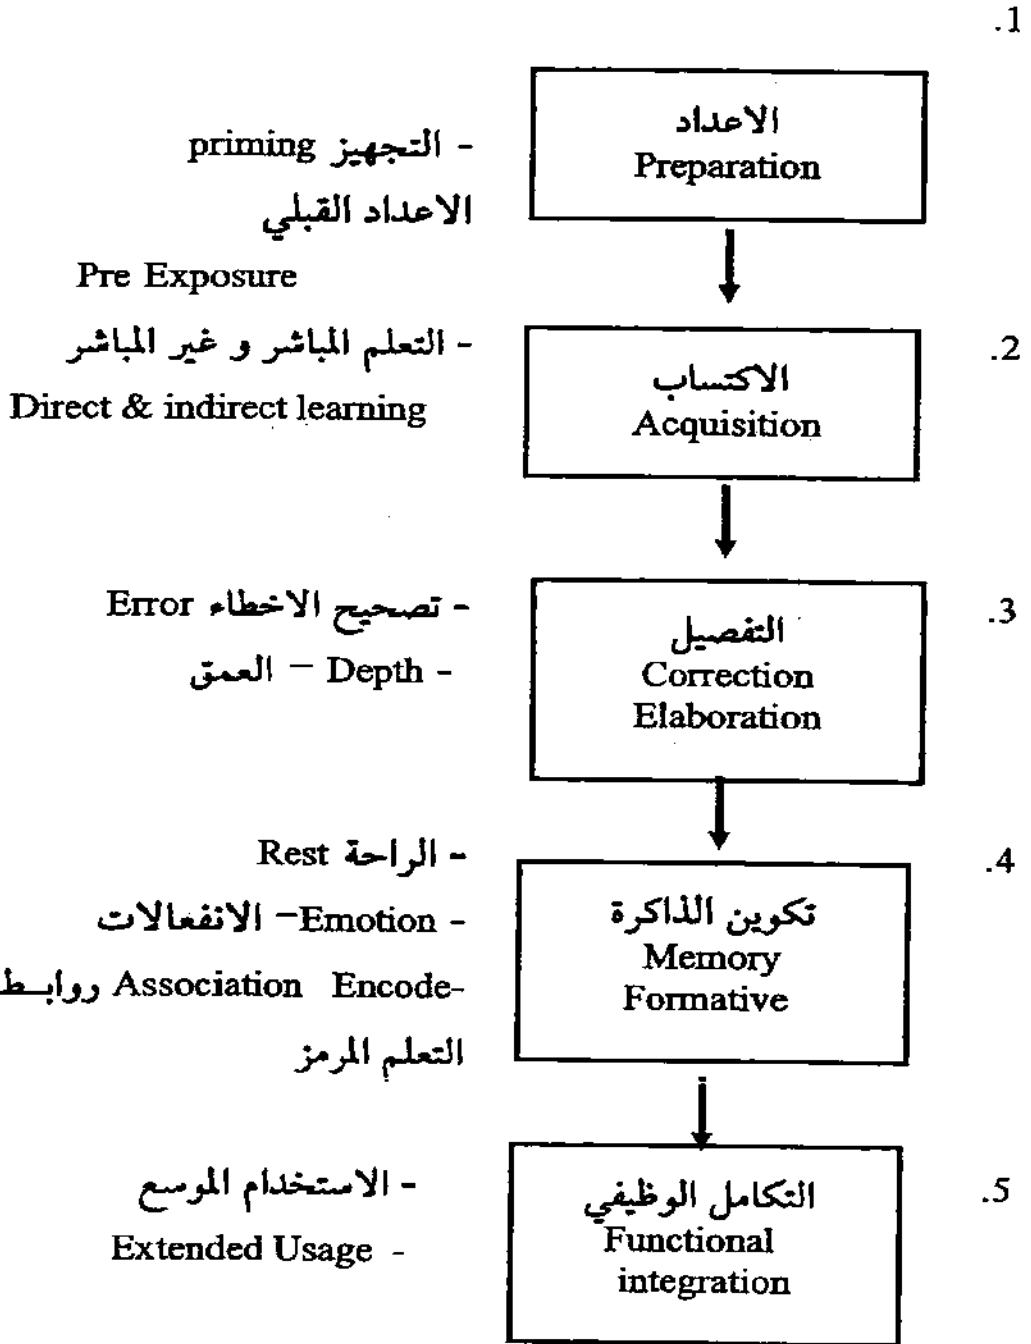 .1
الاعداد
Preparation
- التجهيز priming
الاعداد القبلي
Pre Exposure
.2
الاكتساب
Acquisition
- التعلم المباشر و غير المباشر
Direct & indirect learning
.3
التفصيل
Correction
Elaboration
- تصحيح الاخطاء Error
- Depth – العمق
.4
تكوين الذاكرة
Memory
Formative
- الراحة Rest
- Emotion– الانفعالات
-Association Encode روابـط
التعلم المرمز
.5
التكامل الوظيفي
Functional
integration
- الاستخدام الموسع
Extended Usage -